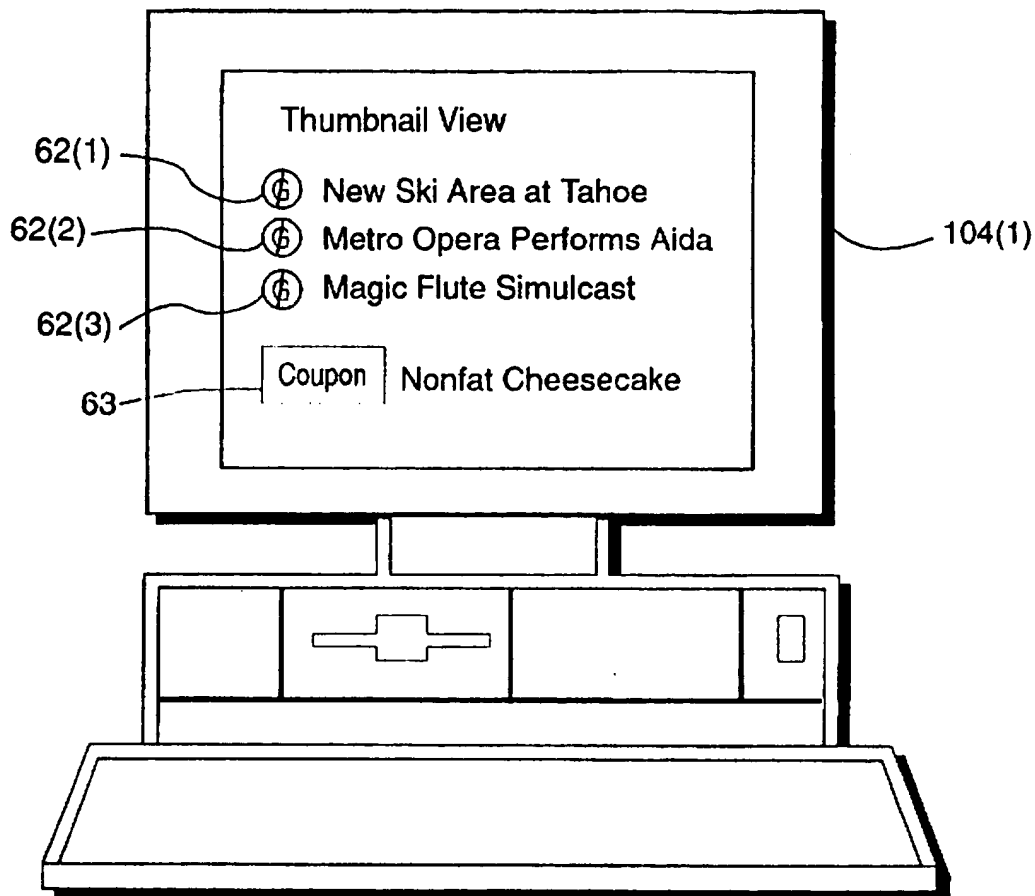 Thumbnail View
62(1)
New Ski Area at Tahoe
62(2)
Metro Opera Performs Aida
104(1)
62(3)
Magic Flute Simulcast
63
Coupon Nonfat Cheesecake